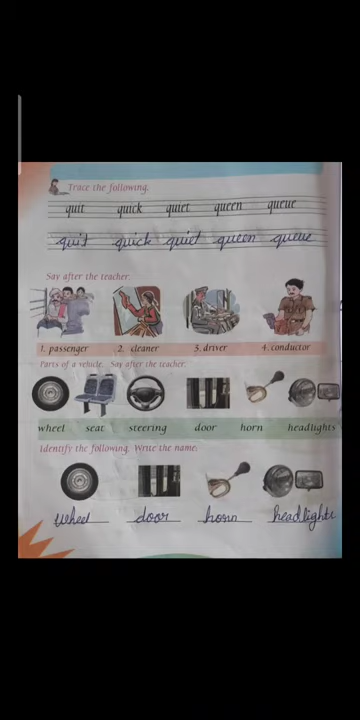 Trace the following.
quit quick quiet queen queue
quit quick quiet queen queue
Say after the teacher.
1. passenger 2. cleaner 3. driver 4. conductor
Parts of a vehicle. Say after the teacher.
wheel seat steering door horn headlights
Identify the following. Write the name.
wheel door horn headlights